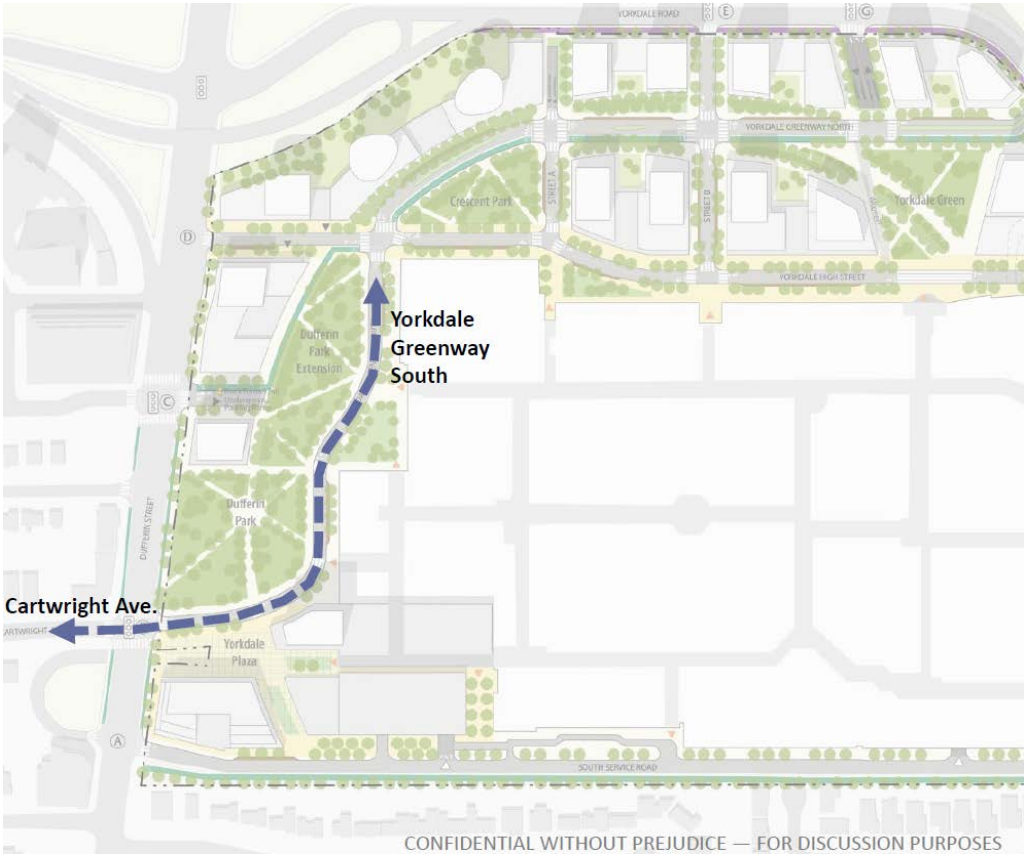 YORKDALE ROAD
E
G
YORKDALE GREENWAY NORTH
STREET A
STREET B
Crescent Park
Yorkdale Green
D
YORKDALE HIGH STREET
Yorkdale
Greenway
South
Dufferin
Park
Extension
C
DUFFERIN STREET
Dufferin
Park
Cartwright Ave.
CARTWRIGHT
Yorkdale
Plaza
A
SOUTH SERVICE ROAD
CONFIDENTIAL WITHOUT PREJUDICE — FOR DISCUSSION PURPOSES